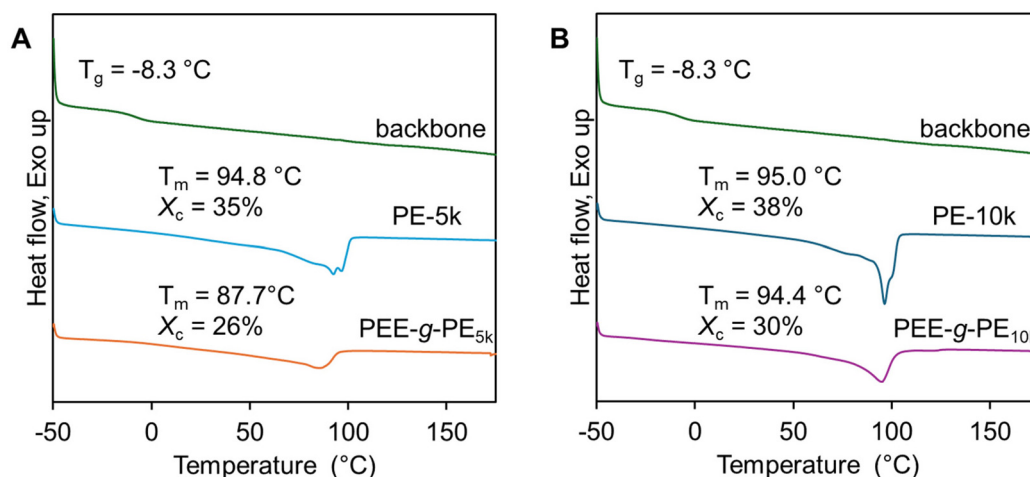 A
Heat flow, Exo up
Tg = -8.3 °C
backbone
Tm = 94.8 °C
Xc = 35%
PE-5k
Tm = 87.7°C
Xc = 26%
PEE-g-PE5k
-50 0 50 100 150
Temperature (°C)
B
Heat flow, Exo up
Tg = -8.3 °C
backbone
Tm = 95.0 °C
Xc = 38%
PE-10k
Tm = 94.4 °C
Xc = 30%
PEE-g-PE10
-50 0 50 100 150
Temperature (°C)